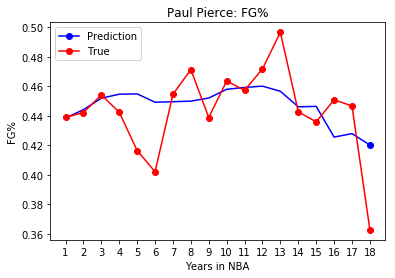 Paul Pierce: FG%
Prediction
True
FG%
0.50
0.48
0.46
0.44
0.42
0.40
0.38
0.36
1 2 3 4 5 6 7 8 9 10 11 12 13 14 15 16 17 18
Years in NBA